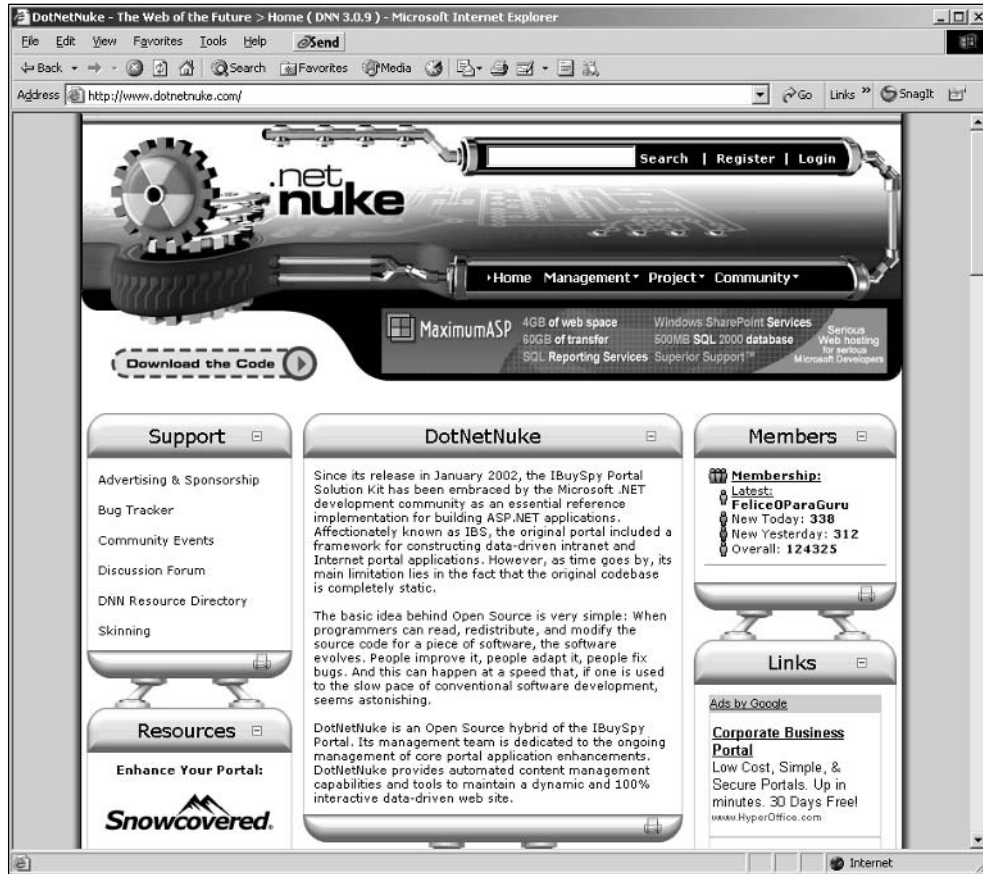 DotNetNuke - The Web of the Future > Home ( DNN 3.0.9 ) - Microsoft Internet Explorer
File Edit View Favorites Tools Help Send
Back Search Favorites Media
Address http://www.dotnetnuke.com/ Go Links » SnagIt
Search | Register | Login
.net
nuke
Home Management Project Community
MaximumASP
4GB of web space
60GB of transfer
SQL Reporting Services
Windows SharePoint Services
500MB SQL 2000 database
Superior Support™
Serious
Web hosting
for serious
Microsoft Developers
Download the Code
Support
Advertising & Sponsorship
Bug Tracker
Community Events
Discussion Forum
DNN Resource Directory
Skinning
Resources
Enhance Your Portal:
Snowcovered.
DotNetNuke
Since its release in January 2002, the IBuySpy Portal
Solution Kit has been embraced by the Microsoft .NET
development community as an essential reference
implementation for building ASP.NET applications.
Affectionately known as IBS, the original portal included a
framework for constructing data-driven intranet and
Internet portal applications. However, as time goes by, its
main limitation lies in the fact that the original codebase
is completely static.
The basic idea behind Open Source is very simple: When
programmers can read, redistribute, and modify the
source code for a piece of software, the software
evolves. People improve it, people adapt it, people fix
bugs. And this can happen at a speed that, if one is used
to the slow pace of conventional software development,
seems astonishing.
DotNetNuke is an Open Source hybrid of the IBuySpy
Portal. Its management team is dedicated to the ongoing
management of core portal application enhancements.
DotNetNuke provides automated content management
capabilities and tools to maintain a dynamic and 100%
interactive data-driven web site.
Members
Membership:
Latest:
FeliceOParaGuru
New Today: 338
New Yesterday: 312
Overall: 124325
Links
Ads by Google
Corporate Business
Portal
Low Cost, Simple, &
Secure Portals. Up in
minutes. 30 Days Free!
www.HyperOffice.com
Internet